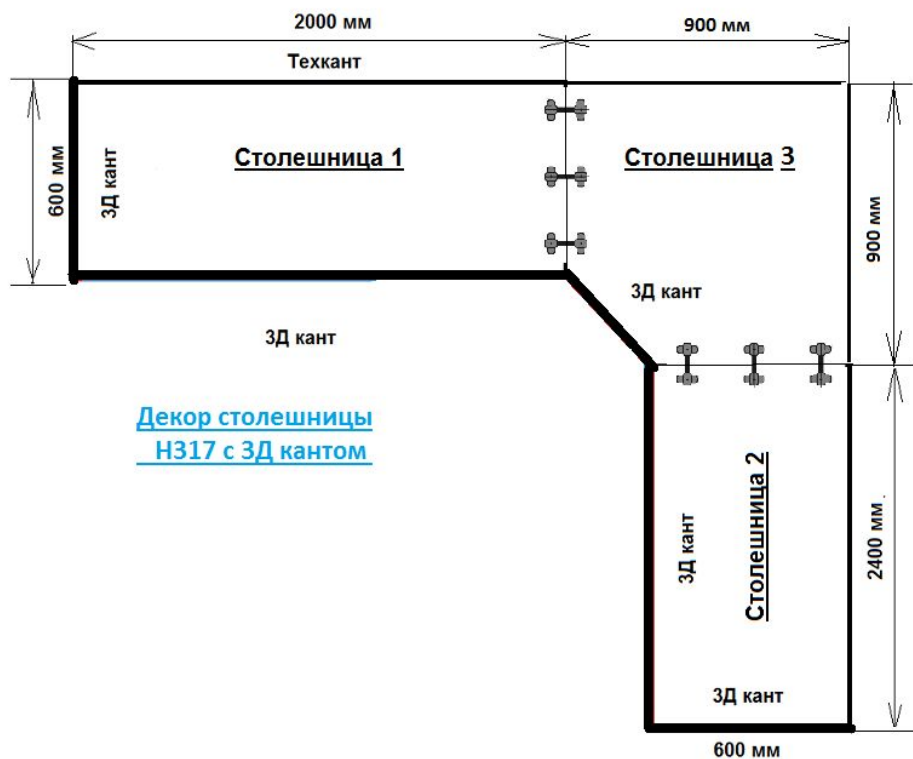 2000 мм
900 мм
Техкант
600 мм
3Д кант
Столешница 1
Столешница 3
900 мм
3Д кант
3Д кант
Декор столешницы
Н317 с 3Д кантом
3Д кант
Столешница 2
2400 мм
3Д кант
600 мм